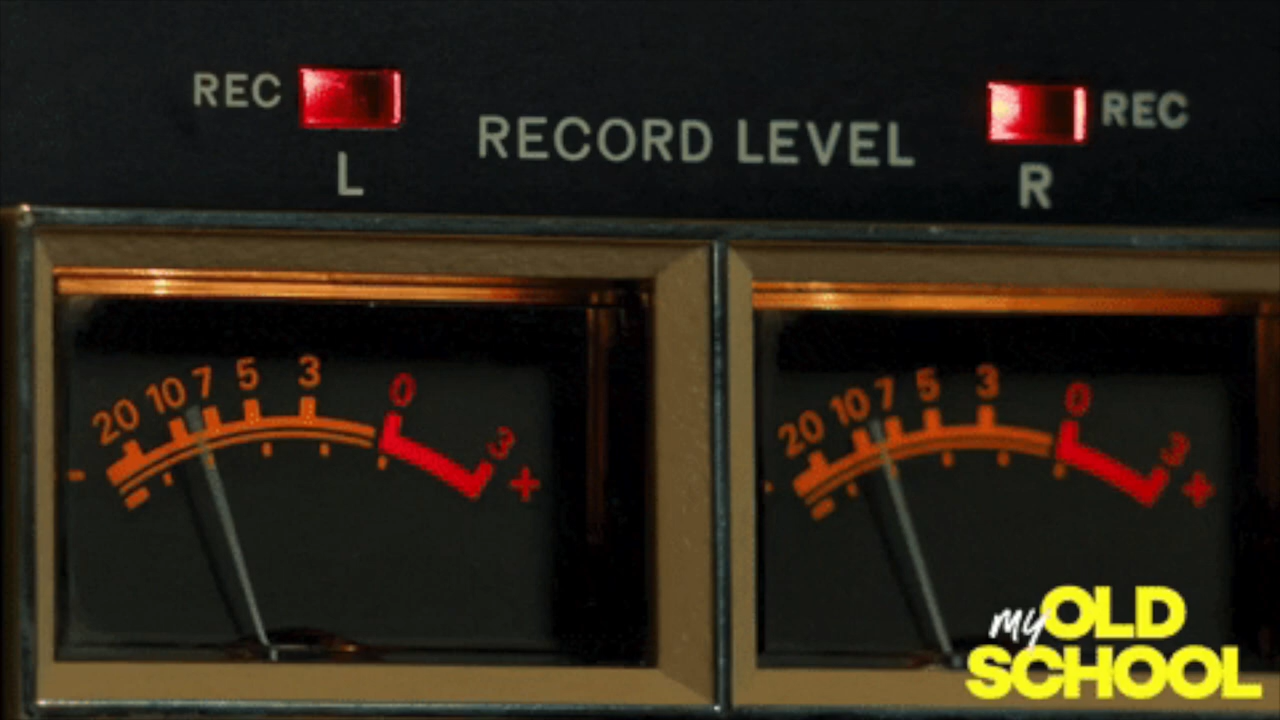 REC
RECORD LEVEL
REC
L
R
20 10 7 5 3 0 3 +
-
20 10 7 5 3 0 3 +
-
my OLD
SCHOOL